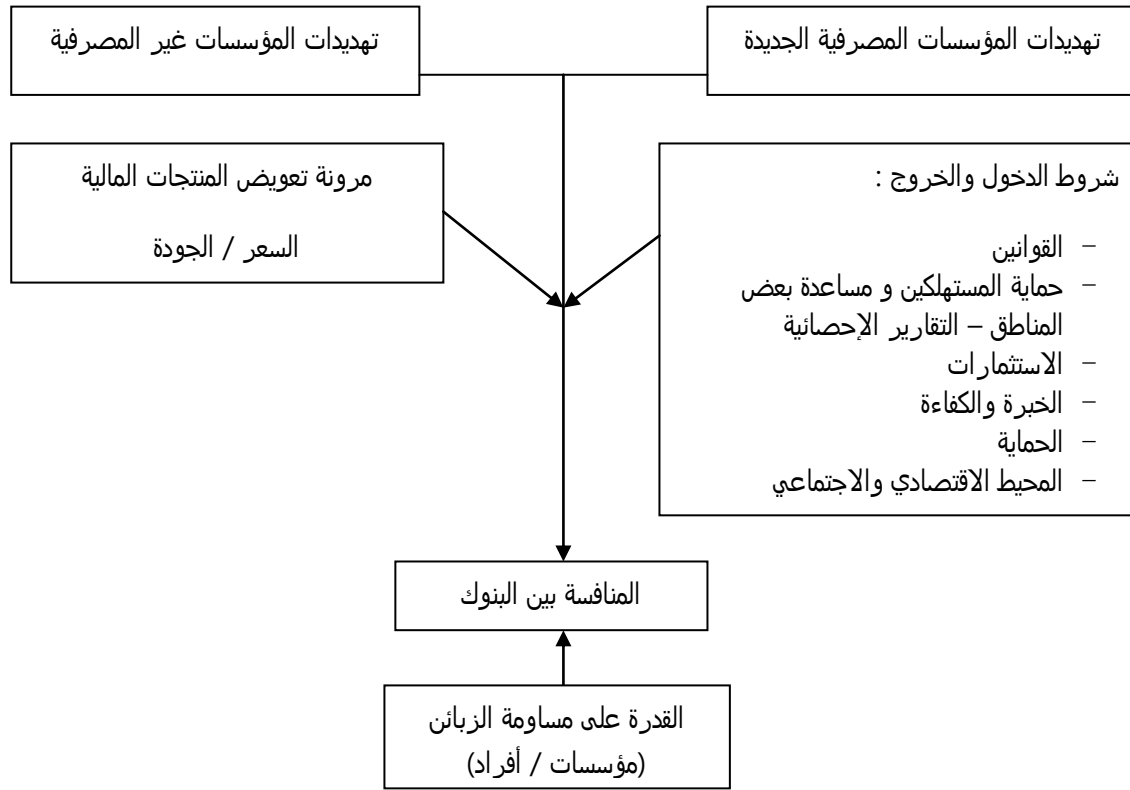 تهديدات المؤسسات المصرفية الجديدة
تهديدات المؤسسات غير المصرفية
شروط الدخول والخروج :
– القوانين
– حماية المستهلكين و مساعدة بعض
المناطق – التقارير الإحصائية
– الاستثمارات
– الخبرة والكفاءة
– الحماية
– المحيط الاقتصادي والاجتماعي
مرونة تعويض المنتجات المالية
السعر / الجودة
المنافسة بين البنوك
القدرة على مساومة الزبائن
(مؤسسات / أفراد)